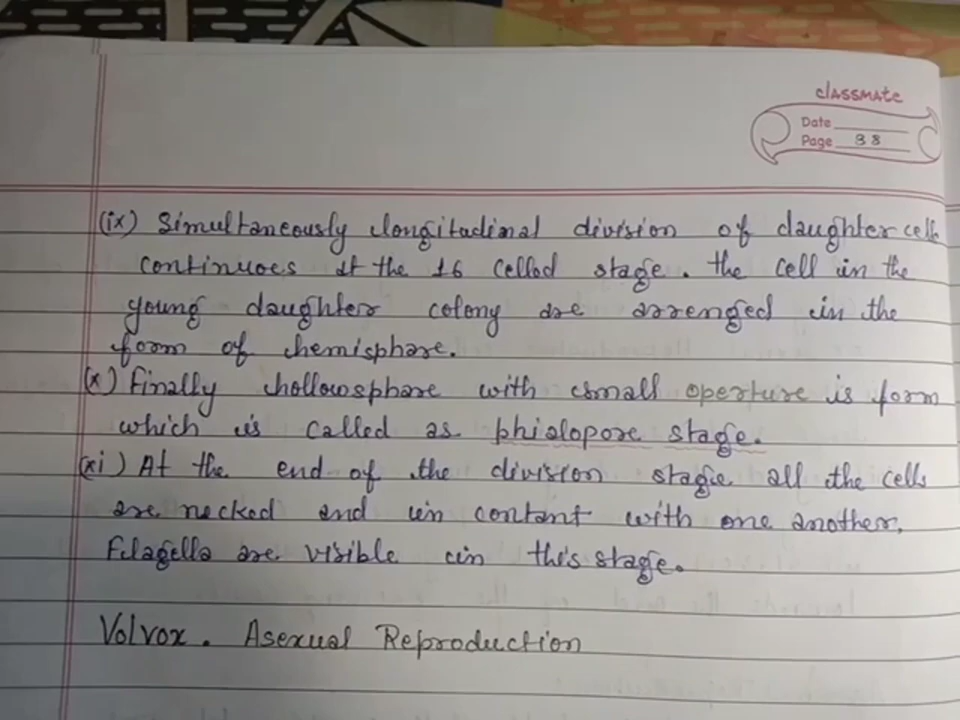 classmate
Date
Page 38
(ix) Simultaneously longitudinal division of daughter cells
continuoes at the 16 celled stage. the cell in the
young daughter colony are arrenged in the
form of hemisphare.
(x) Finally hollowsphare with small operture is form
which is called as phialopore stage.
(xi) At the end of the division stage all the cells
are necked and in contant with one another,
Flagella are visible in this stage.
Volvox. Asexual Reproduction